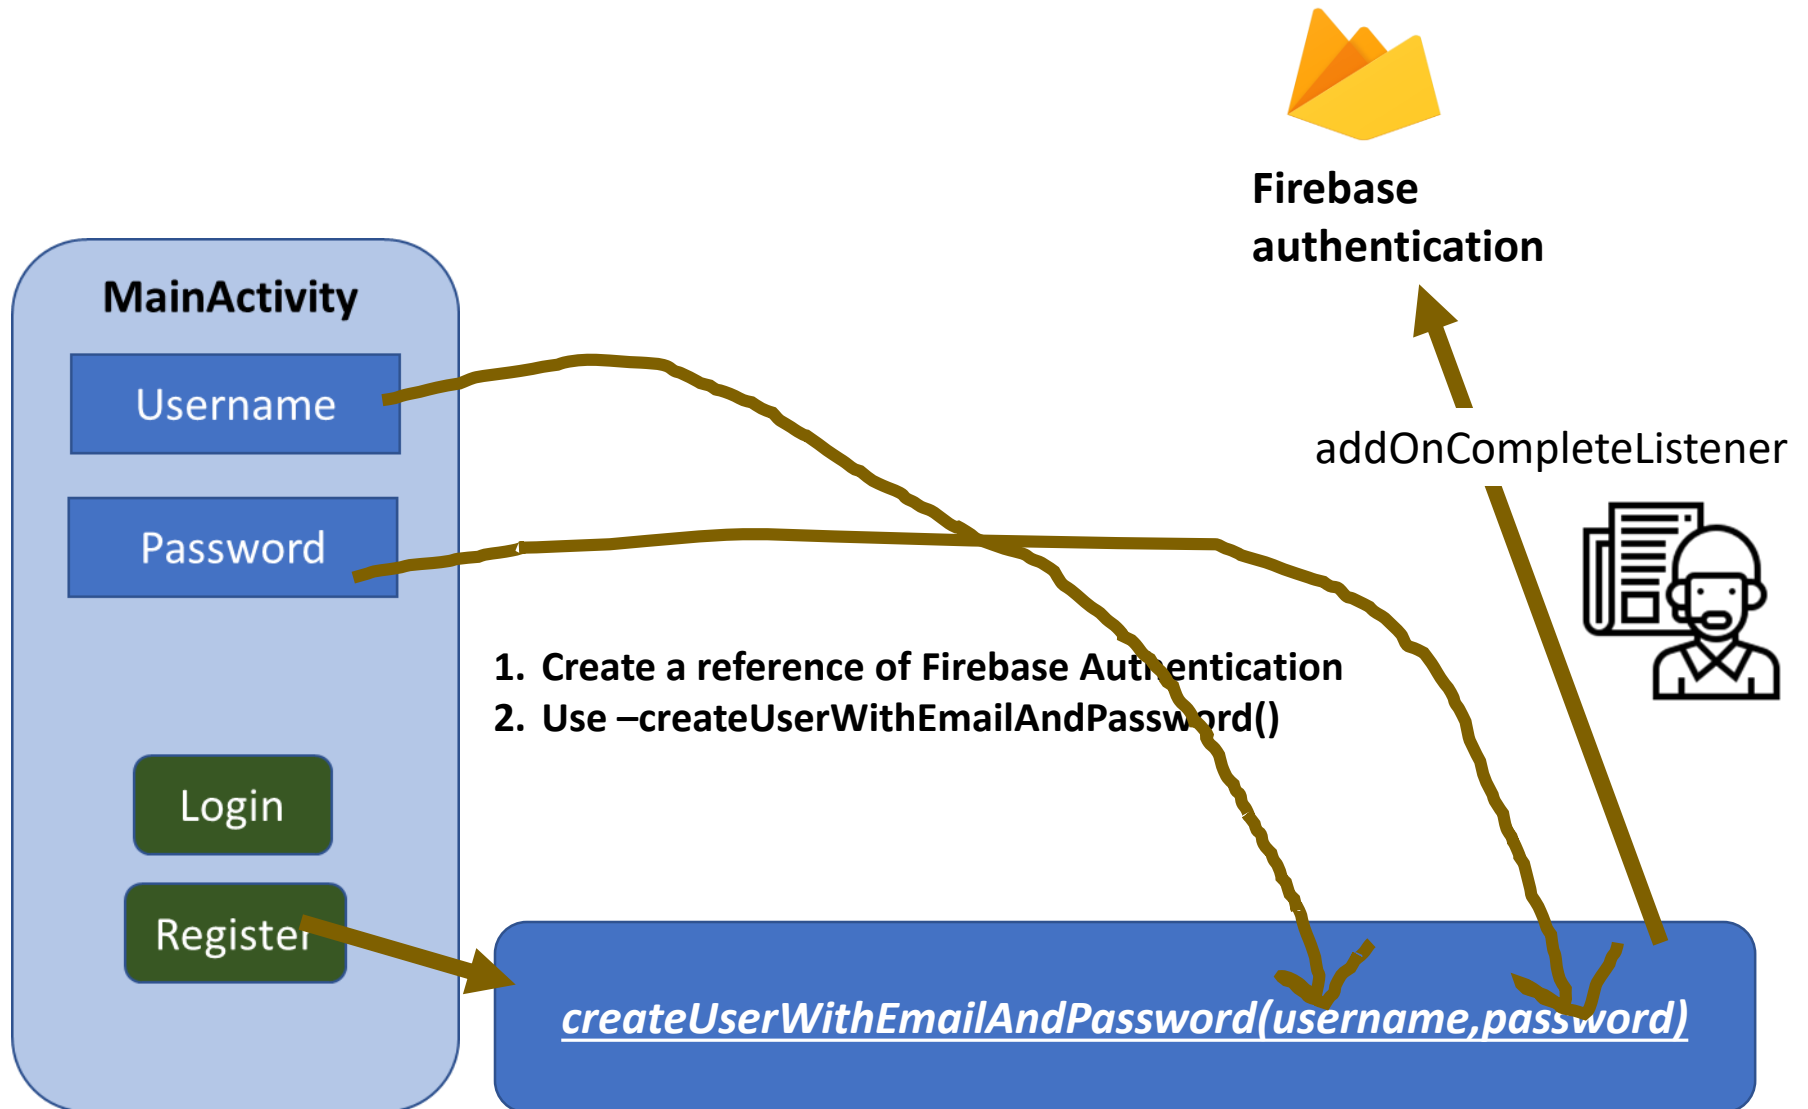 Firebase
authentication
MainActivity
Username
addOnCompleteListener
Password
1. Create a reference of Firebase Authentication
2. Use –createUserWithEmailAndPassword()
Login
Register
createUserWithEmailAndPassword(username,password)